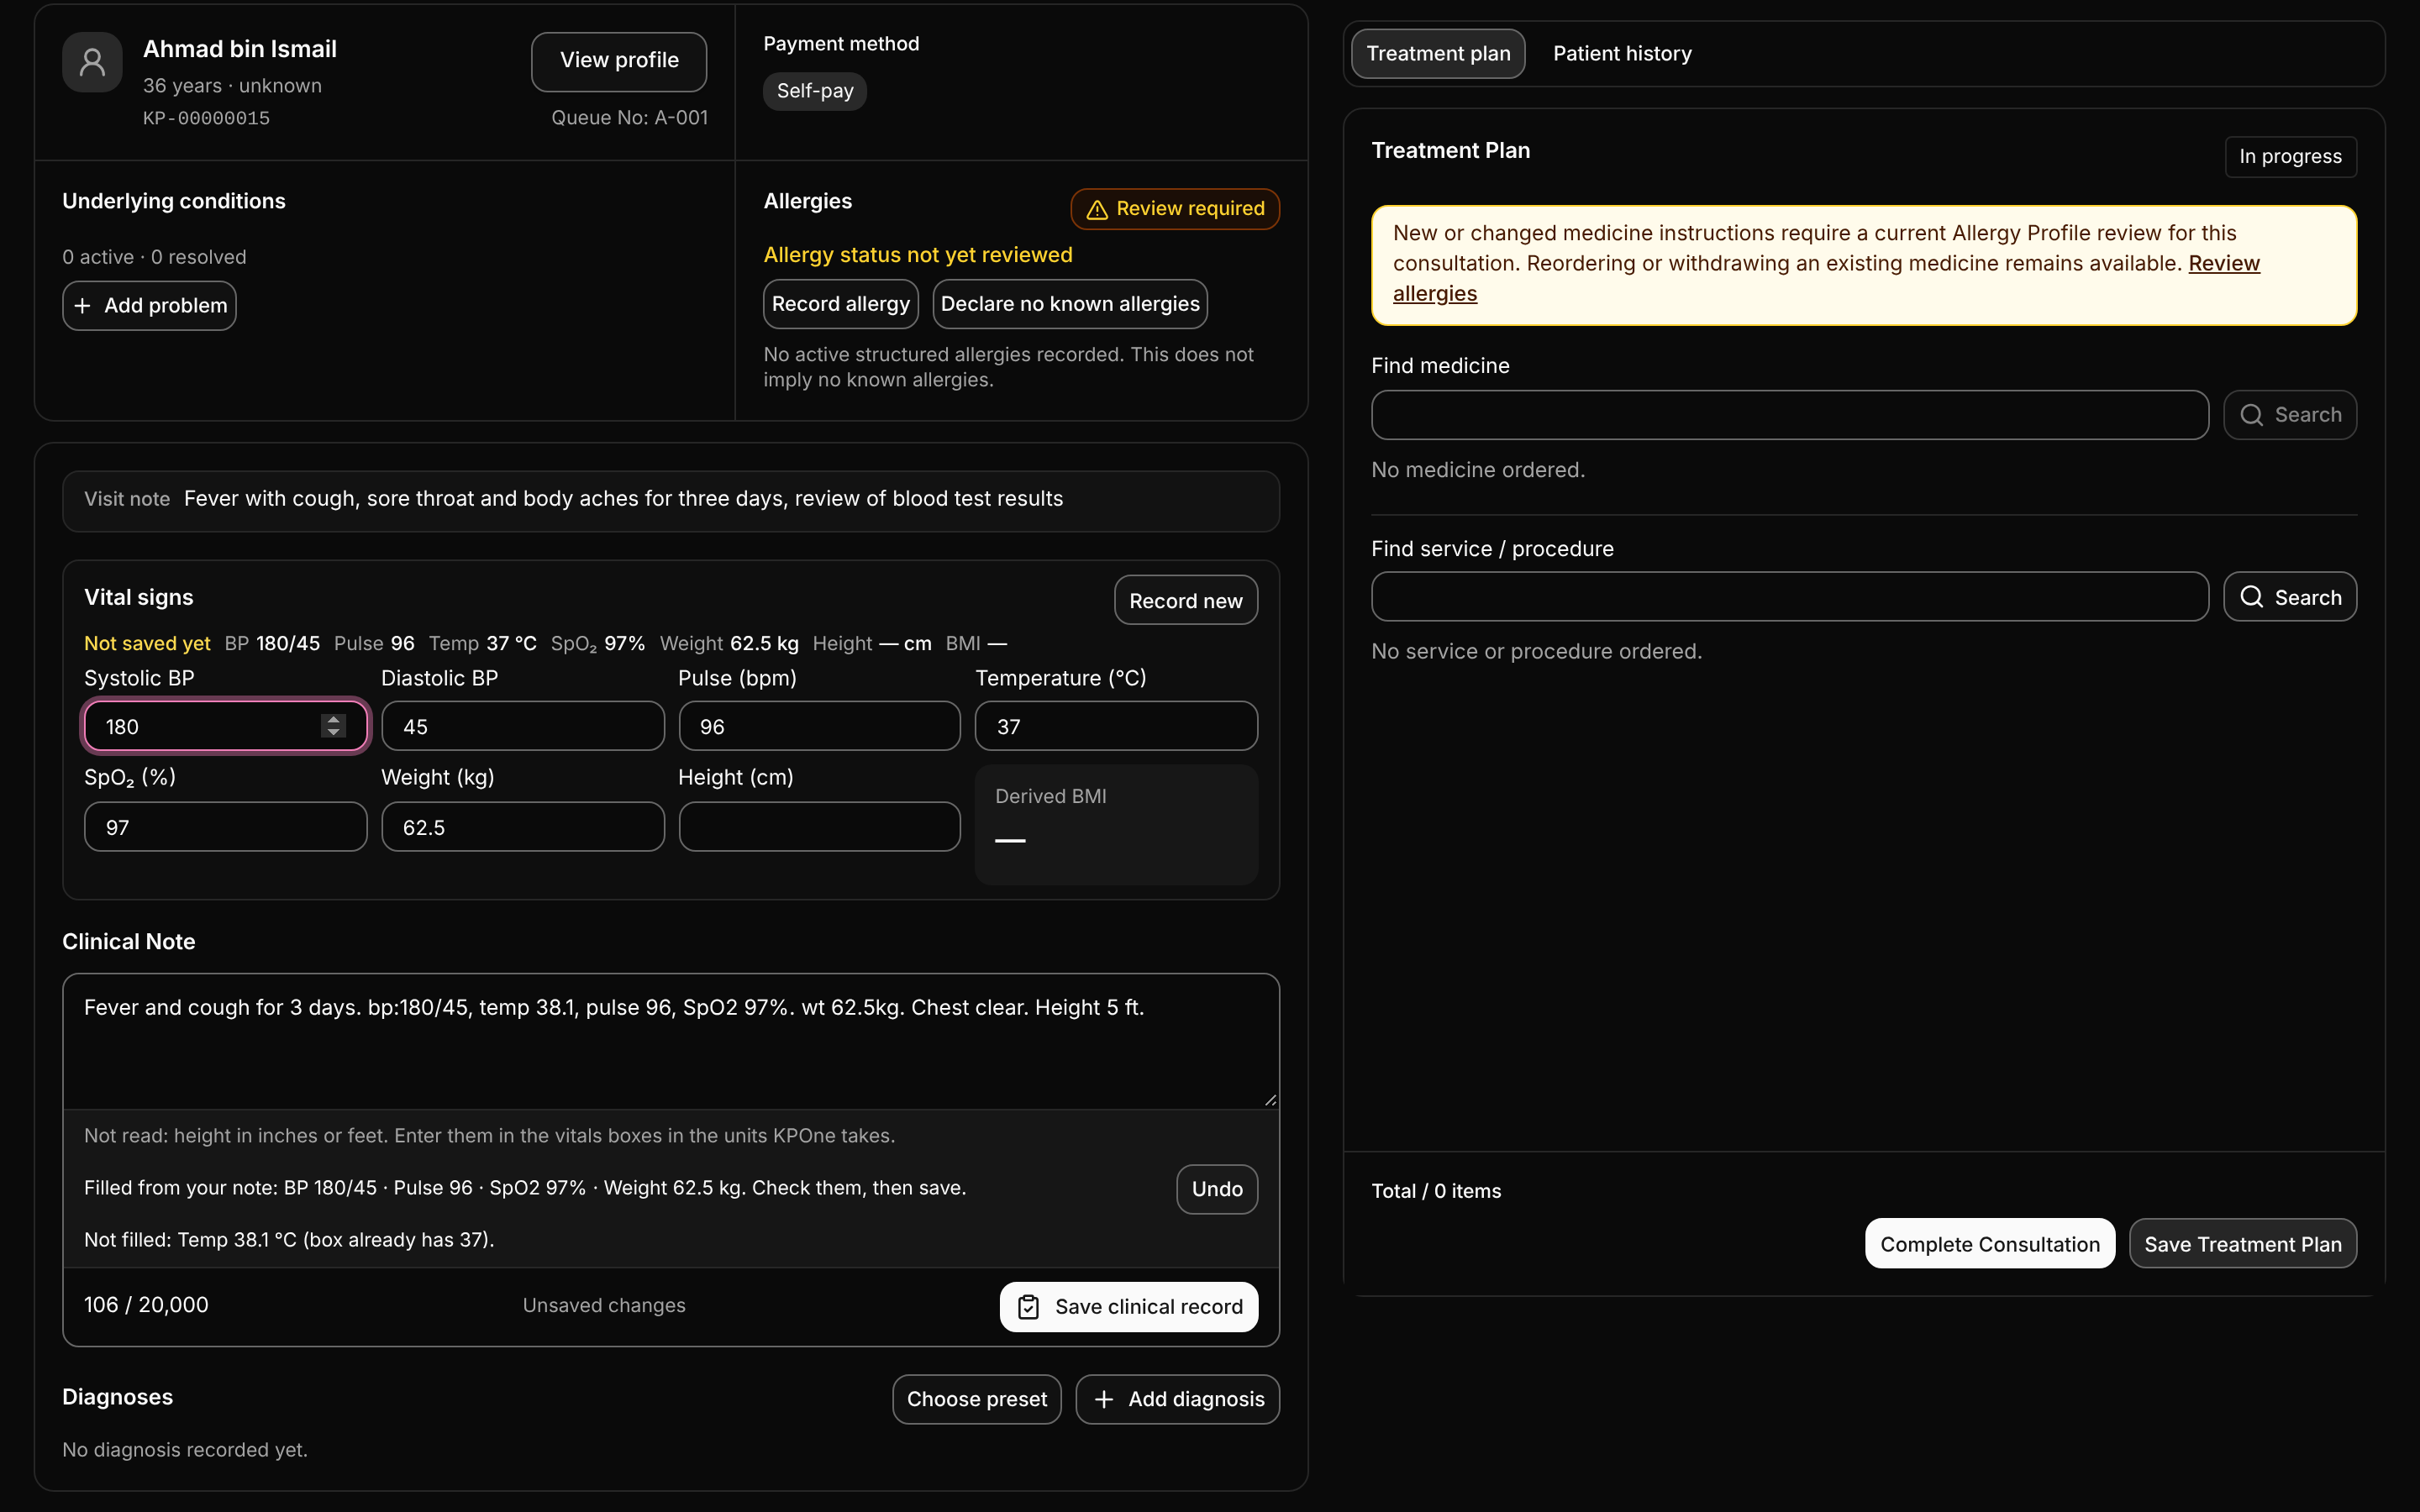 Ahmad bin Ismail
36 years · unknown
KP-00000015
View profile
Queue No: A-001
Payment method
Self-pay
Underlying conditions
0 active · 0 resolved
+ Add problem
Allergies
Review required
Allergy status not yet reviewed
Record allergy
Declare no known allergies
No active structured allergies recorded. This does not
imply no known allergies.
Visit note Fever with cough, sore throat and body aches for three days, review of blood test results
Vital signs
Record new
Not saved yet BP 180/45 Pulse 96 Temp 37 °C SpO₂ 97% Weight 62.5 kg Height — cm BMI —
Systolic BP
Diastolic BP
Pulse (bpm)
Temperature (°C)
180
45
96
37
SpO₂ (%)
Weight (kg)
Height (cm)
Derived BMI
97
62.5
—
Clinical Note
Fever and cough for 3 days. bp:180/45, temp 38.1, pulse 96, SpO2 97%. wt 62.5kg. Chest clear. Height 5 ft.
Not read: height in inches or feet. Enter them in the vitals boxes in the units KPOne takes.
Filled from your note: BP 180/45 · Pulse 96 · SpO2 97% · Weight 62.5 kg. Check them, then save.
Undo
Not filled: Temp 38.1 °C (box already has 37).
106 / 20,000
Unsaved changes
Save clinical record
Diagnoses
Choose preset
+ Add diagnosis
No diagnosis recorded yet.
Treatment plan
Patient history
Treatment Plan
In progress
New or changed medicine instructions require a current Allergy Profile review for this
consultation. Reordering or withdrawing an existing medicine remains available. Review
allergies
Find medicine
Search
No medicine ordered.
Find service / procedure
Search
No service or procedure ordered.
Total / 0 items
Complete Consultation
Save Treatment Plan